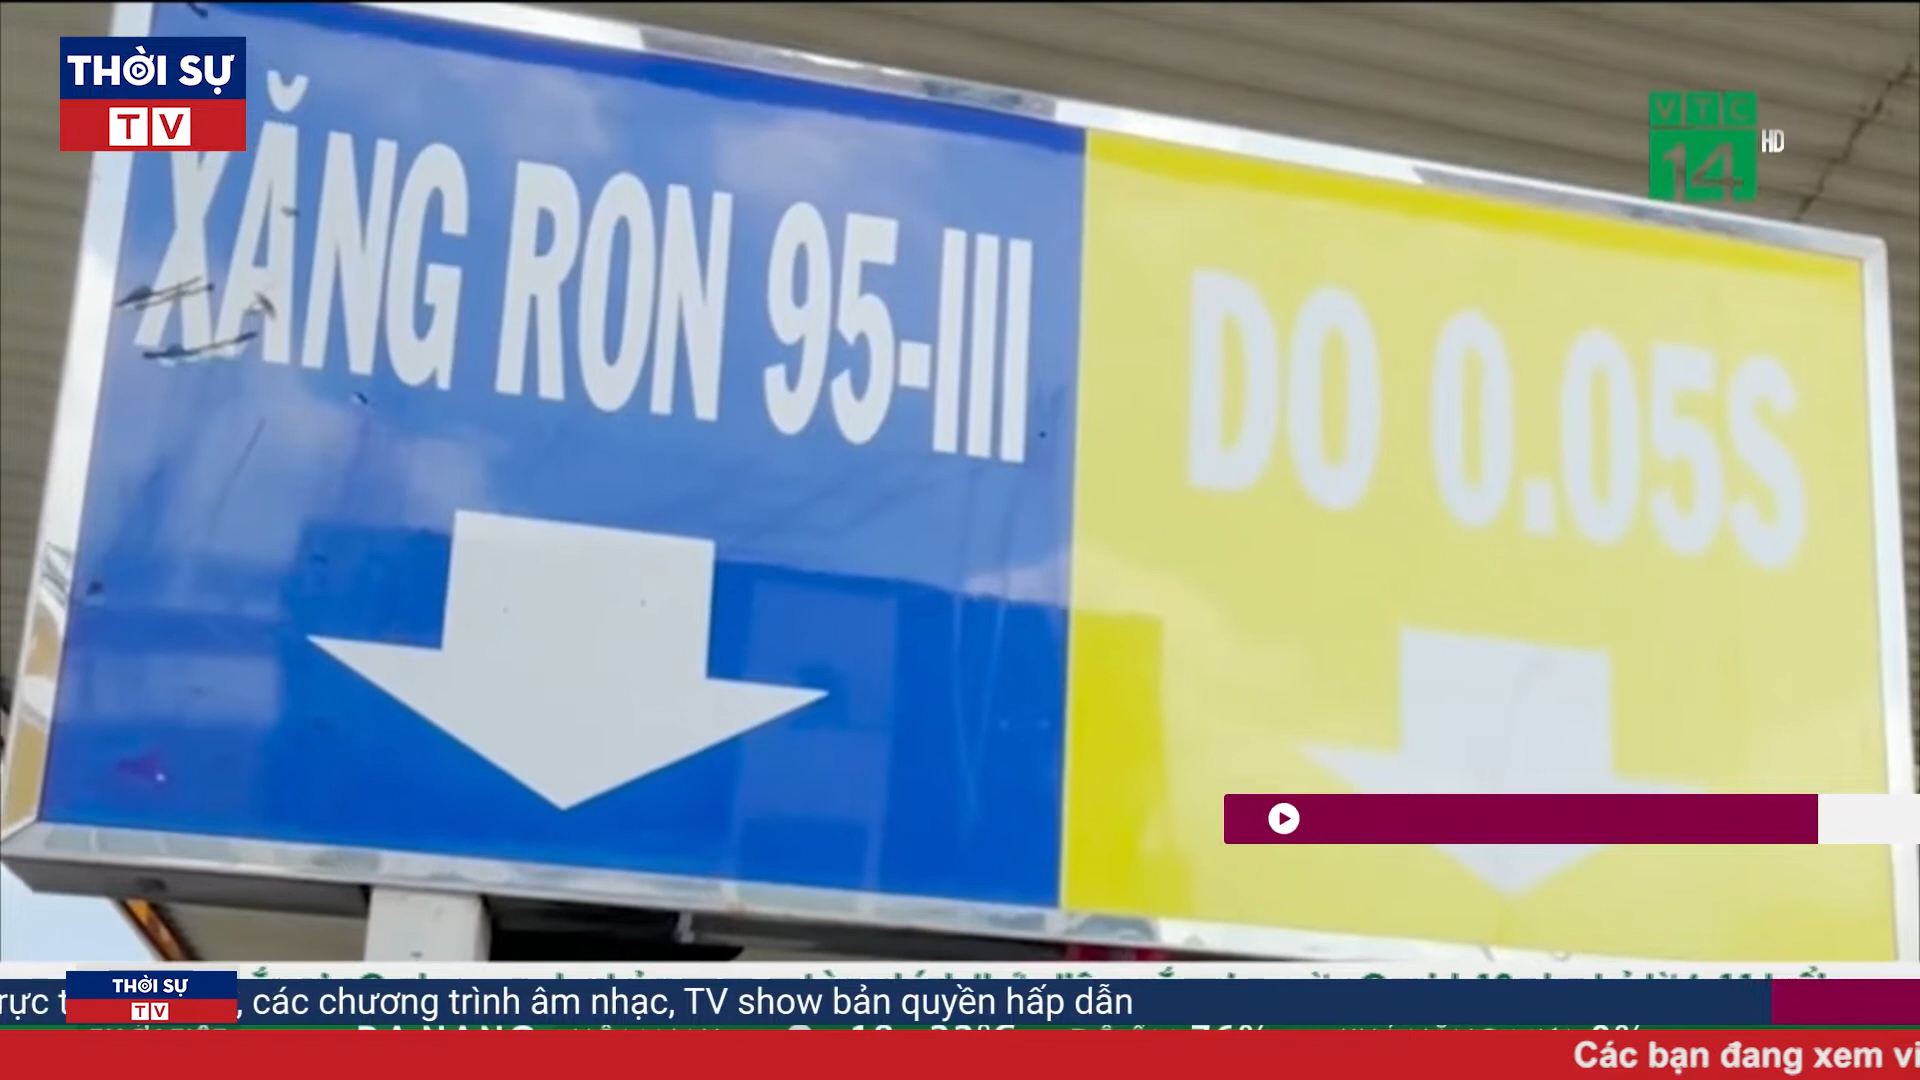 THỜI SỰ
TV
VTC
14
HD
XĂNG RON 95-III
DO 0.05S
THỜI SỰ
TV
, các chương trình âm nhạc, TV show bản quyền hấp dẫn
Các bạn đang xem